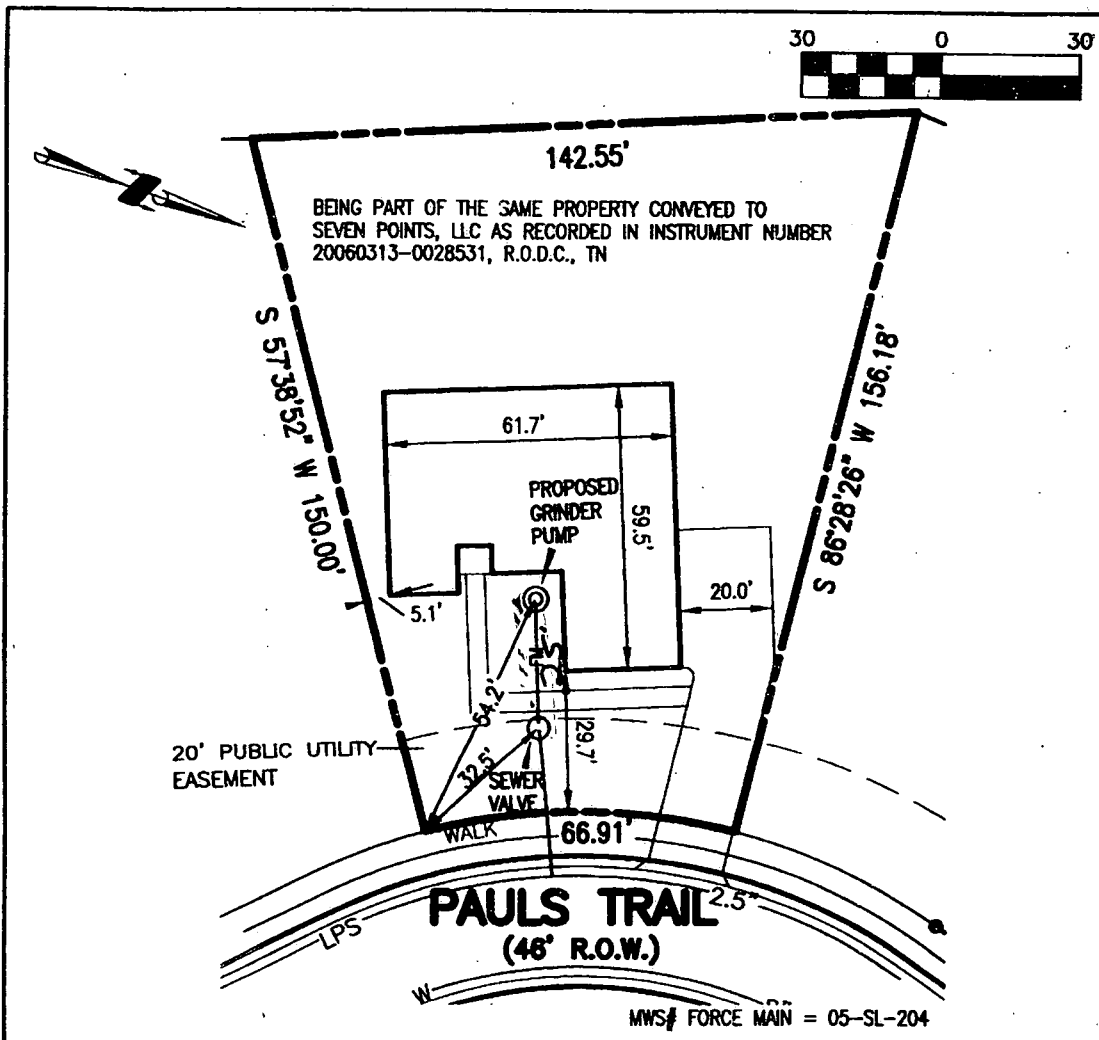 30 0 30
142.55'
BEING PART OF THE SAME PROPERTY CONVEYED TO
SEVEN POINTS, LLC AS RECORDED IN INSTRUMENT NUMBER
20060313-0028531, R.O.D.C., TN
S 57°38'52" W 150.00'
S 86°28'26" W 156.18'
61.7'
PROPOSED
GRINDER
PUMP
59.5'
5.1'
20.0'
54.2'
29.7'
32.5'
20' PUBLIC UTILITY
EASEMENT
SEWER
VALVE
WALK
66.91'
2.5"
PAULS TRAIL
(46' R.O.W.)
LPS
W
MWS# FORCE MAIN = 05-SL-204